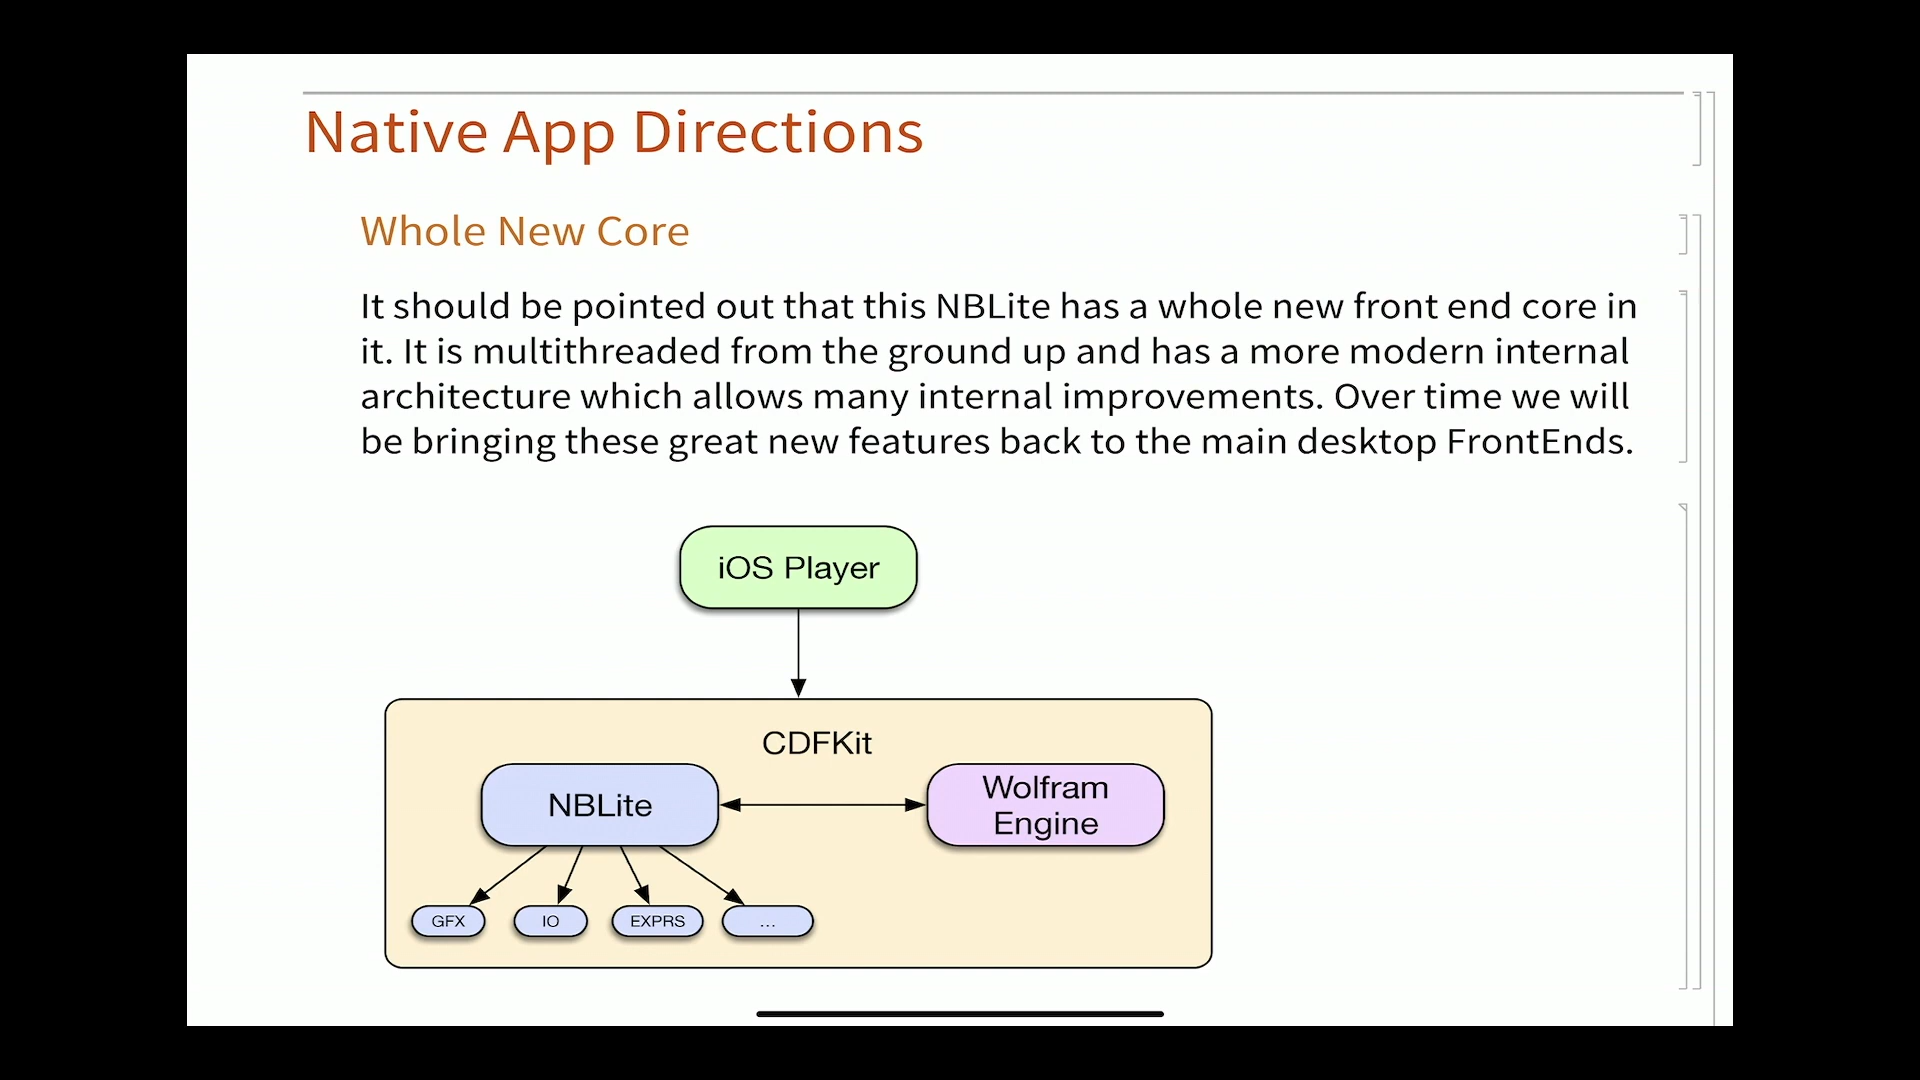 Native App Directions
Whole New Core
It should be pointed out that this NBLite has a whole new front end core in
it. It is multithreaded from the ground up and has a more modern internal
architecture which allows many internal improvements. Over time we will
be bringing these great new features back to the main desktop FrontEnds.
iOS Player
CDFKit
NBLite
Wolfram
Engine
GFX
IO
EXPRS
...